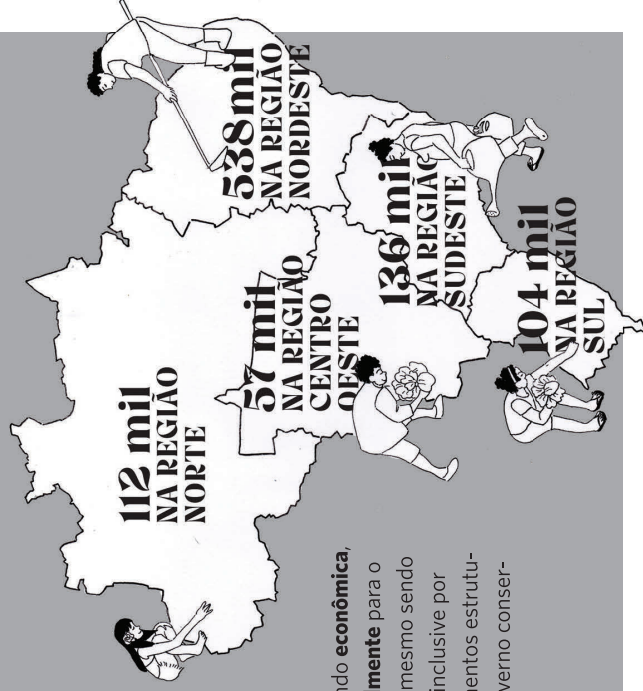 112 mil
NA REGIÃO
NORTE
538 mil
NA REGIÃO
NORDESTE
57 mil
NA REGIÃO
CENTRO
OESTE
136 mil
NA REGIÃO
SUDESTE
104 mil
NA REGIÃO
SUL
ndo econômica,
mente para o
mesmo sendo
inclusive por
entos estrutu-
verno conser-